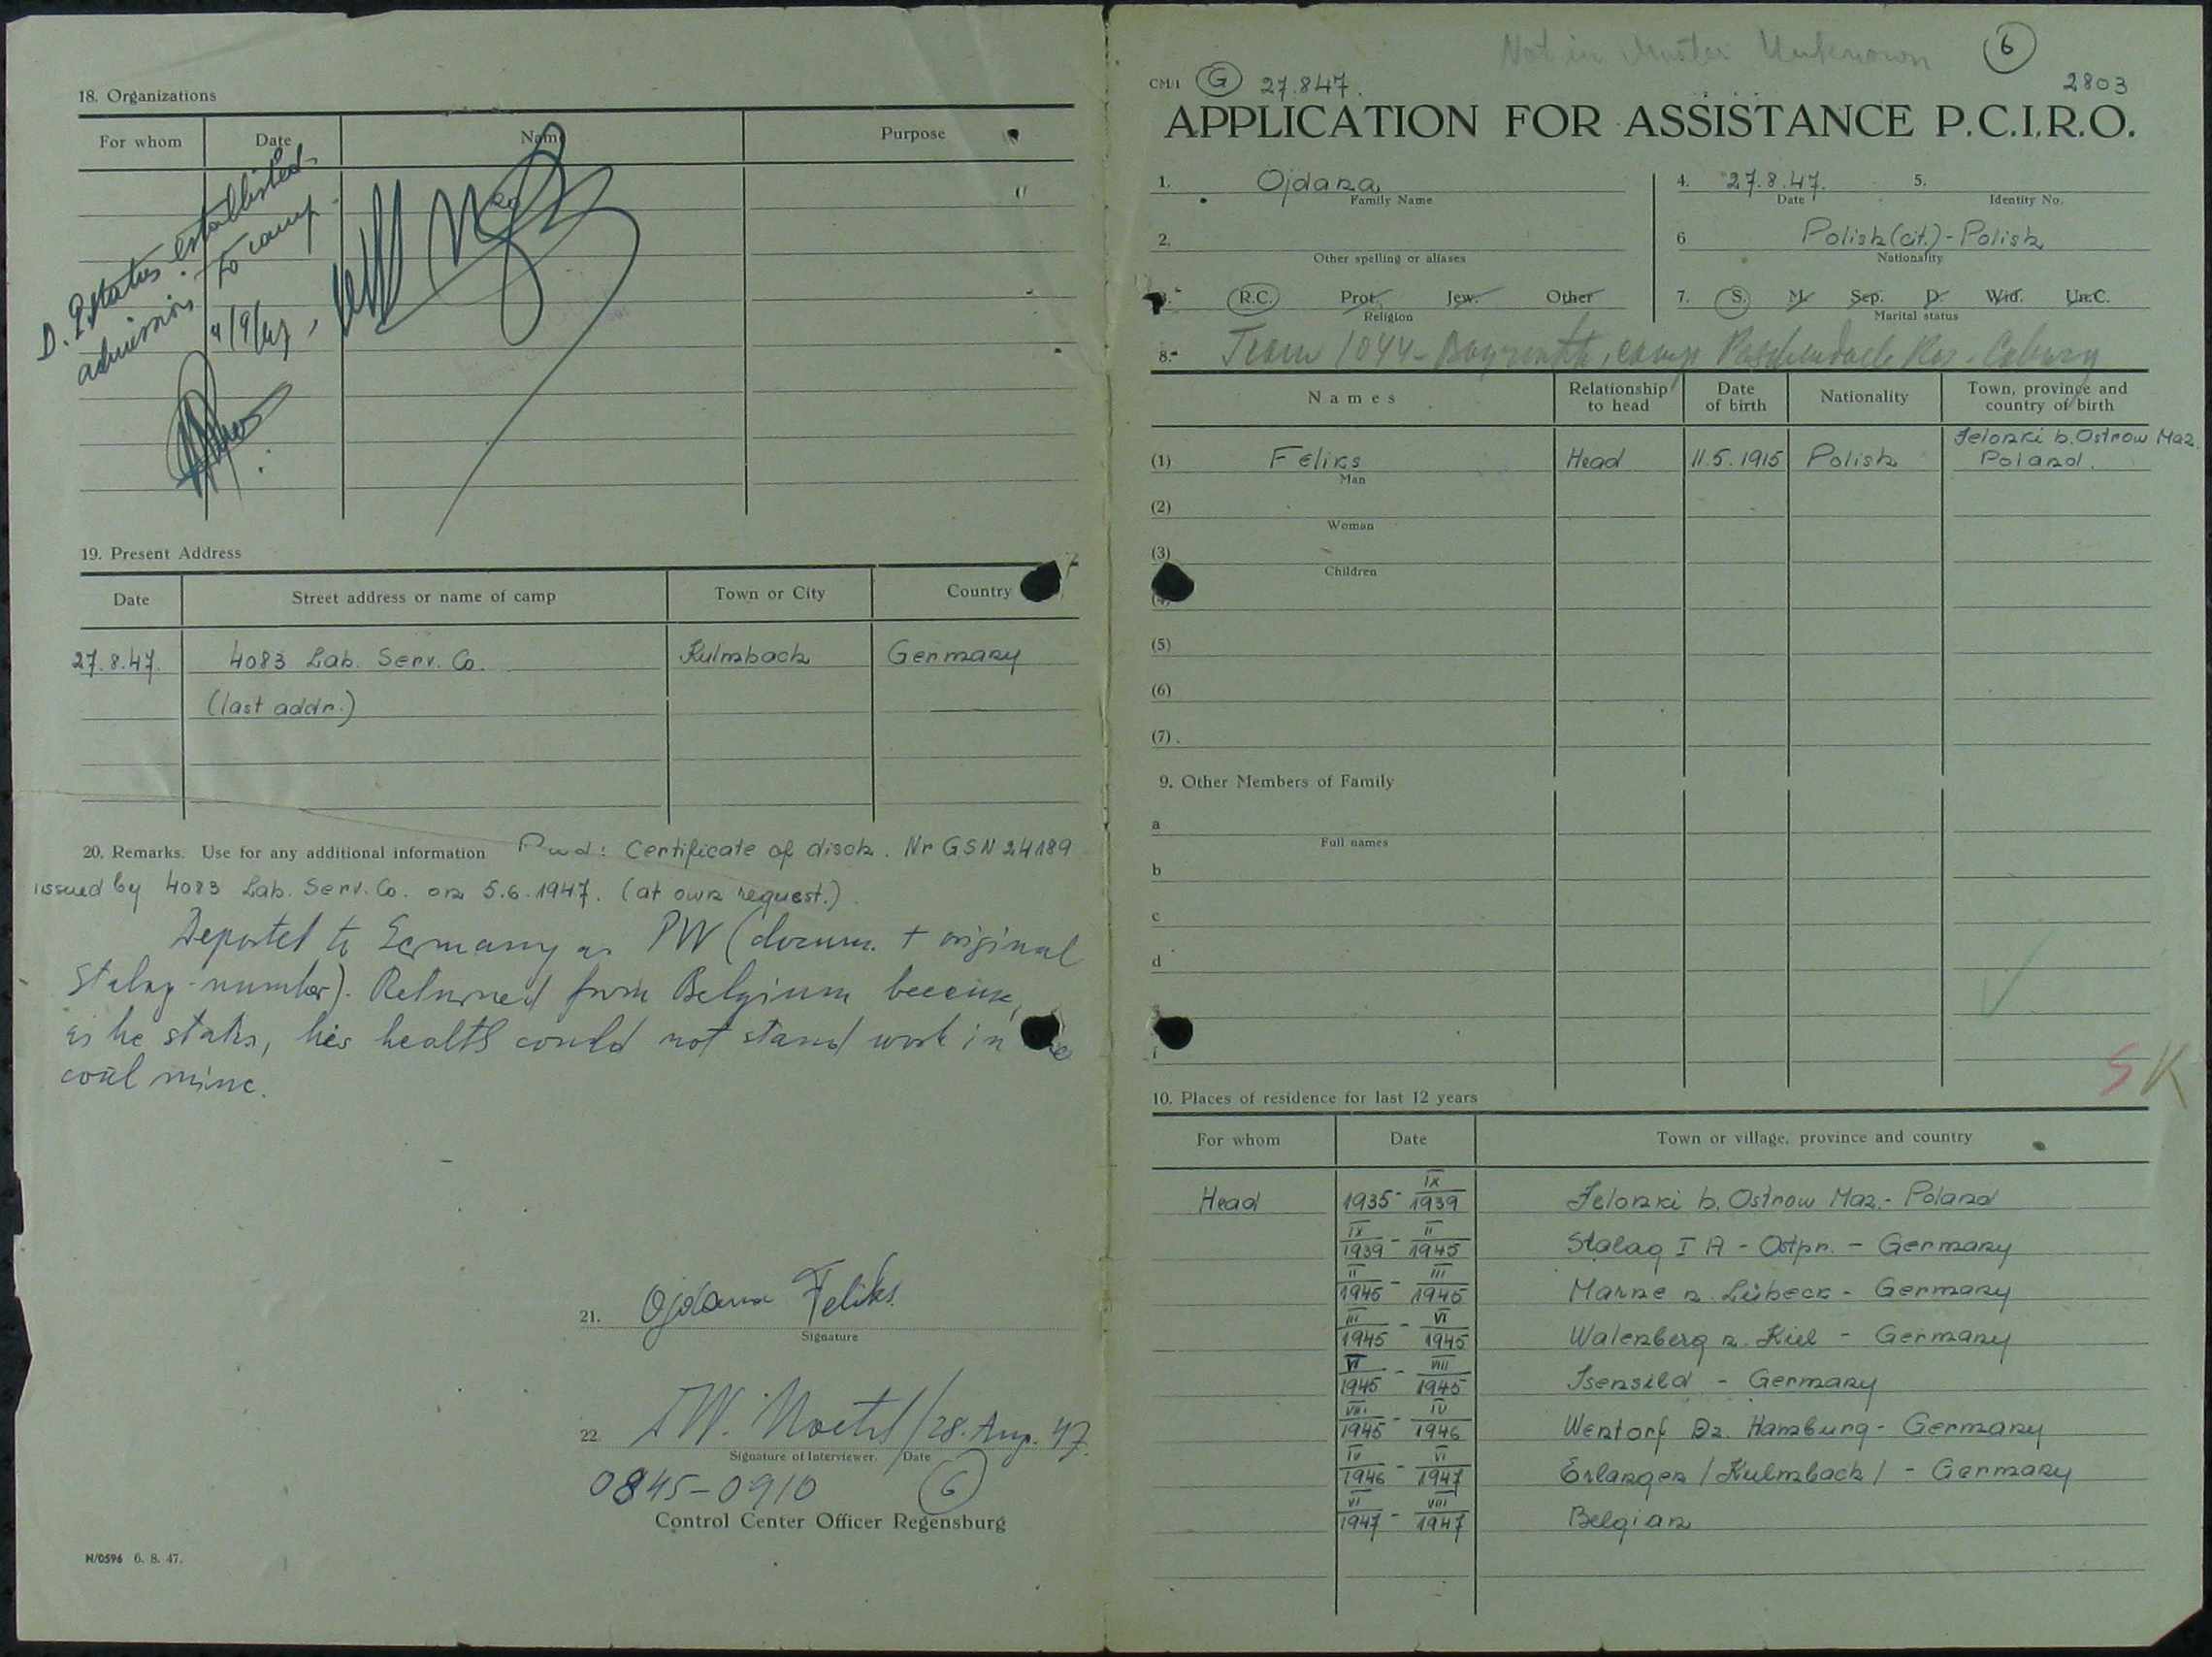 18. Organizations
For whom Date Name Purpose
D.P. status established
admission to camp
4/9/47,
19. Present Address
Date Street address or name of camp Town or City Country
27.8.47. 4083 Lab. Serv. Co. Kulmbach Germany
(last addr.)
20. Remarks. Use for any additional information Prod: Certificate of disch. Nr GSN 24189
issued by 4083 Lab. Serv. Co. on 5.6.1947. (at own request.)
Deported to Germany as PW (docum. + original
Stalag-number). Returned from Belgium because,
as he states, his health could not stand work in the
coal mine.
21. Ojdana Feliks
Signature
22. /28. Aug. 47.
Signature of Interviewer. /Date
0845-0910 6
Control Center Officer Regensburg
N/0596 6. 8. 47.
Not in Master Unknown 6
CM/1 G 27.847. 2803
APPLICATION FOR ASSISTANCE P.C.I.R.O.
1. Ojdana 4. 27.8.47. 5.
Family Name Date Identity No.
2. 6 Polish (cit.) - Polish
Other spelling or aliases Nationality
3. R.C. Prot. Jew. Other 7. S. M. Sep. D. Wid. Un.C.
Religion Marital status
8. Team 1044 - Bayreuth, camp Coburg
Names Relationship to head Date of birth Nationality Town, province and country of birth
Jelonki b. Ostrow Maz.
(1) Feliks Head 11.5.1915 Polish Poland.
Man
(2)
Woman
(3)
Children
(4)
(5)
(6)
(7)
9. Other Members of Family
a
Full names
b
c
d
f
SK
10. Places of residence for last 12 years
For whom Date Town or village, province and country
Head 1935 - IX 1939 Jelonki b. Ostrow Maz. - Poland
IX 1939 - II 1945 Stalag I A - Ostpr. - Germany
II 1945 - III 1945 Marne n. Lübeck - Germany
III 1945 - VI 1945 Walenberg n. Kiel - Germany
VI 1945 - VIII 1945 Isensild - Germany
VIII 1945 - IV 1946 Wentorf bz. Hamburg - Germany
IV 1946 - VI 1947 Erlangen /Kulmbach/ - Germany
VI 1947 - VIII 1947 Belgian